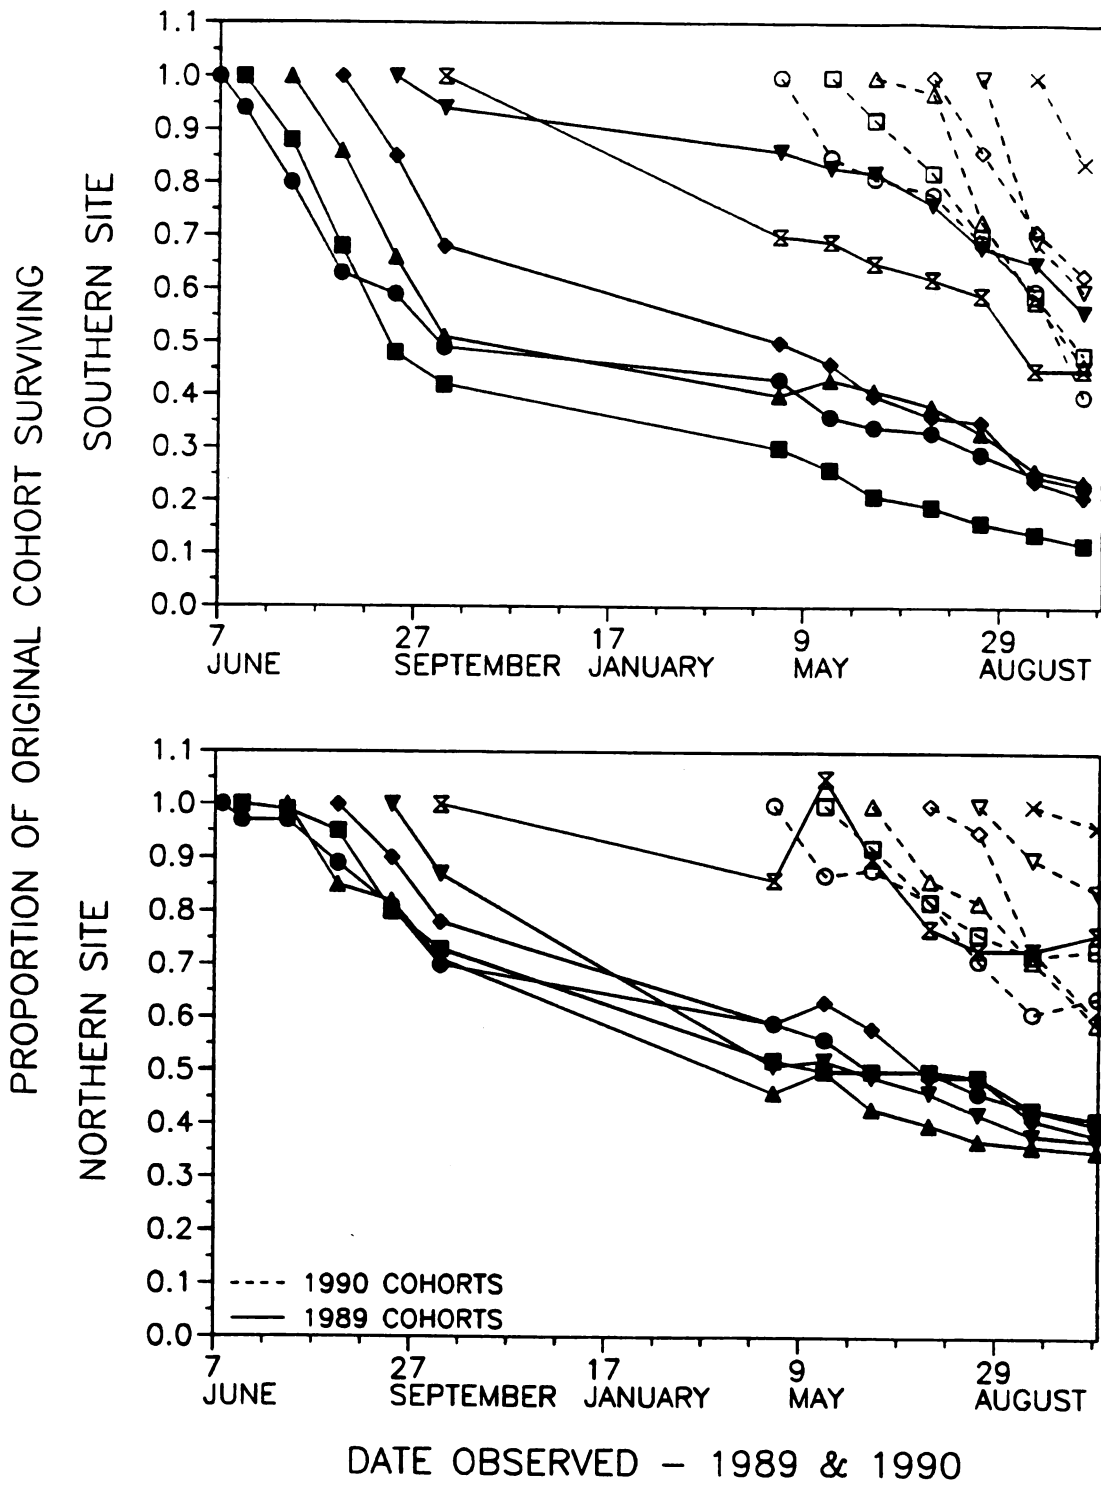 PROPORTION OF ORIGINAL COHORT SURVIVING
SOUTHERN SITE
1.1
1.0
0.9
0.8
0.7
0.6
0.5
0.4
0.3
0.2
0.1
0.0
7 27 17 9 29
JUNE SEPTEMBER JANUARY MAY AUGUST
NORTHERN SITE
1.1
1.0
0.9
0.8
0.7
0.6
0.5
0.4
0.3
0.2
0.1
0.0
1990 COHORTS
1989 COHORTS
7 27 17 9 29
JUNE SEPTEMBER JANUARY MAY AUGUST
DATE OBSERVED - 1989 & 1990